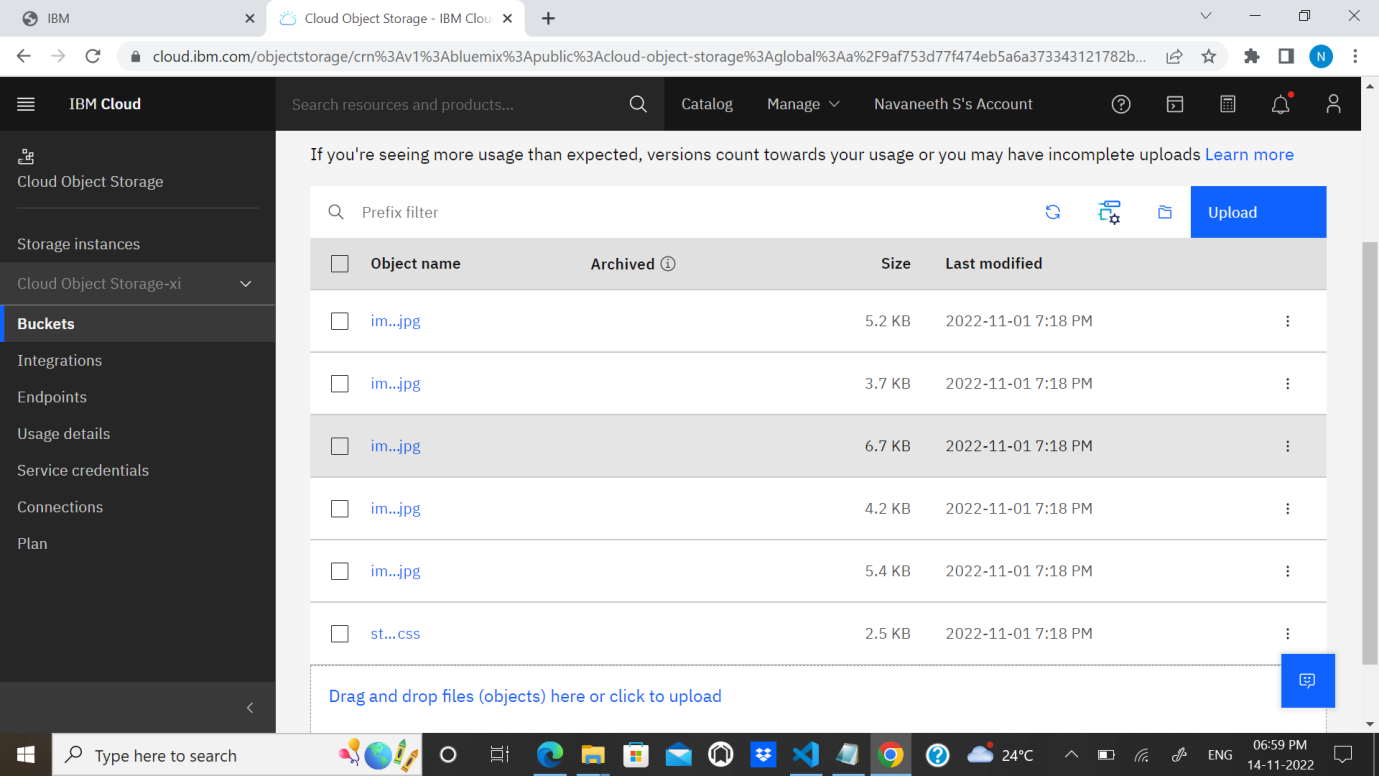 IBM
Cloud Object Storage - IBM Clou
cloud.ibm.com/objectstorage/crn%3Av1%3Abluemix%3Apublic%3Acloud-object-storage%3Aglobal%3Aa%2F9af753d77f474eb5a6a373343121782b...
N
IBM Cloud
Search resources and products...
Catalog
Manage
Navaneeth S's Account
Cloud Object Storage
Storage instances
Cloud Object Storage-xi
Buckets
Integrations
Endpoints
Usage details
Service credentials
Connections
Plan
If you're seeing more usage than expected, versions count towards your usage or you may have incomplete uploads Learn more
Prefix filter
Upload
Object name Archived Size Last modified
im...jpg 5.2 KB 2022-11-01 7:18 PM
im...jpg 3.7 KB 2022-11-01 7:18 PM
im...jpg 6.7 KB 2022-11-01 7:18 PM
im...jpg 4.2 KB 2022-11-01 7:18 PM
im...jpg 5.4 KB 2022-11-01 7:18 PM
st...css 2.5 KB 2022-11-01 7:18 PM
Drag and drop files (objects) here or click to upload
Type here to search
24°C
ENG
06:59 PM
14-11-2022